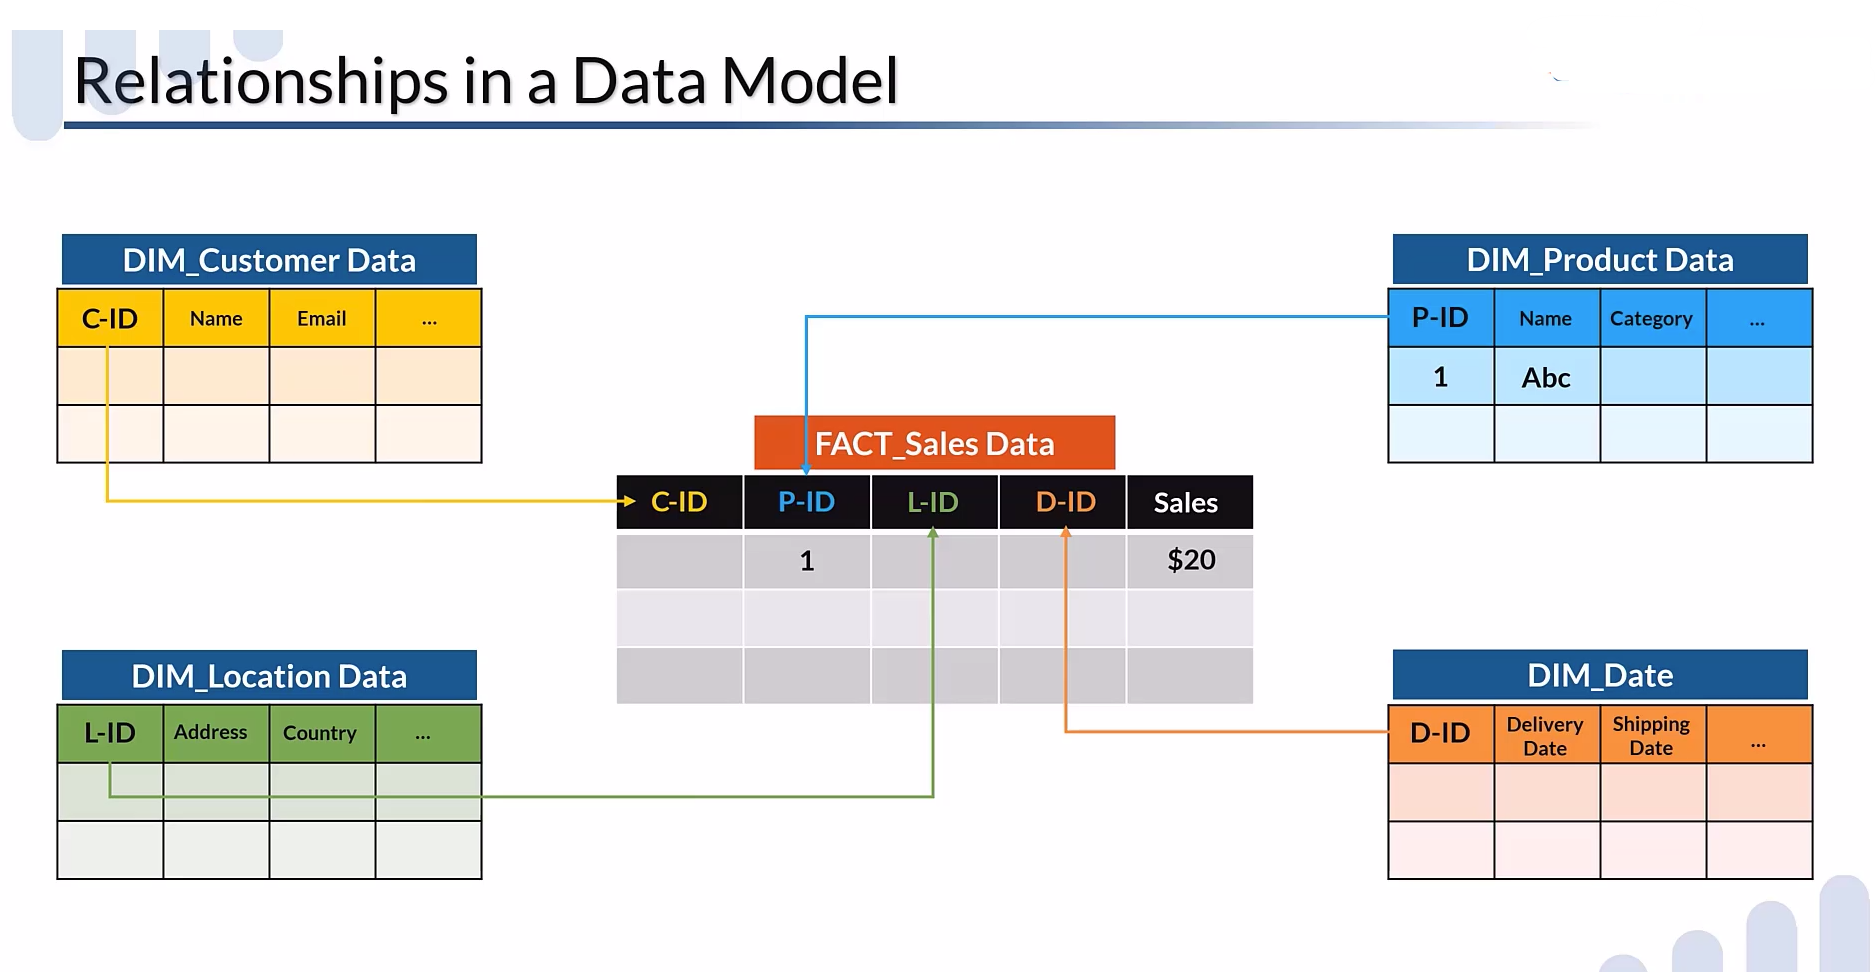 Relationships in a Data Model
DIM_Customer Data
C-ID Name Email ...
DIM_Product Data
P-ID Name Category ...
1 Abc
FACT_Sales Data
C-ID P-ID L-ID D-ID Sales
1 $20
DIM_Location Data
L-ID Address Country ...
DIM_Date
D-ID Delivery Date Shipping Date ...